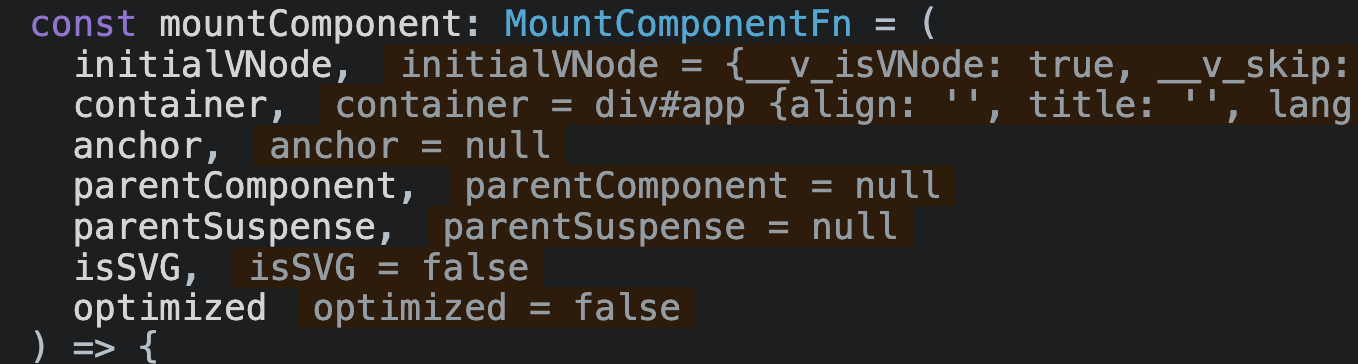 const mountComponent: MountComponentFn = (
initialVNode, initialVNode = {__v_isVNode: true, __v_skip:
container, container = div#app {align: '', title: '', lang
anchor, anchor = null
parentComponent, parentComponent = null
parentSuspense, parentSuspense = null
isSVG, isSVG = false
optimized optimized = false
) => {